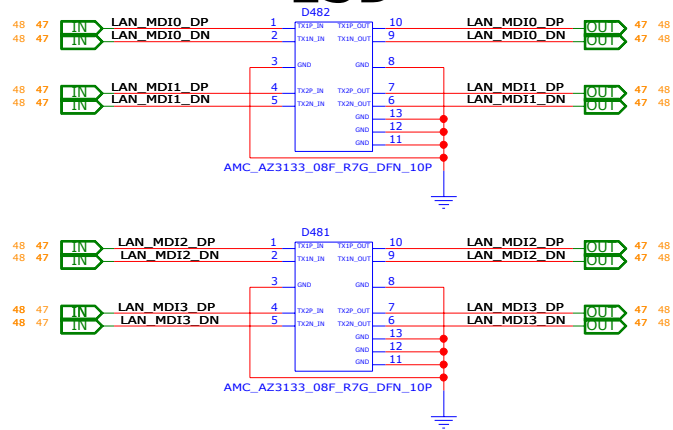 D482
48 47 IN LAN_MDI0_DP 1 TX1P_IN TX1P_OUT 10 LAN_MDI0_DP OUT 47 48
48 47 IN LAN_MDI0_DN 2 TX1N_IN TX1N_OUT 9 LAN_MDI0_DN OUT 47 48
3 GND GND 8
48 47 IN LAN_MDI1_DP 4 TX2P_IN TX2P_OUT 7 LAN_MDI1_DP OUT 47 48
48 47 IN LAN_MDI1_DN 5 TX2N_IN TX2N_OUT 6 LAN_MDI1_DN OUT 47 48
GND 13
GND 12
GND 11
AMC_AZ3133_08F_R7G_DFN_10P
D481
48 47 IN LAN_MDI2_DP 1 TX1P_IN TX1P_OUT 10 LAN_MDI2_DP OUT 47 48
48 47 IN LAN_MDI2_DN 2 TX1N_IN TX1N_OUT 9 LAN_MDI2_DN OUT 47 48
3 GND GND 8
48 47 IN LAN_MDI3_DP 4 TX2P_IN TX2P_OUT 7 LAN_MDI3_DP OUT 47 48
48 47 IN LAN_MDI3_DN 5 TX2N_IN TX2N_OUT 6 LAN_MDI3_DN OUT 47 48
GND 13
GND 12
GND 11
AMC_AZ3133_08F_R7G_DFN_10P